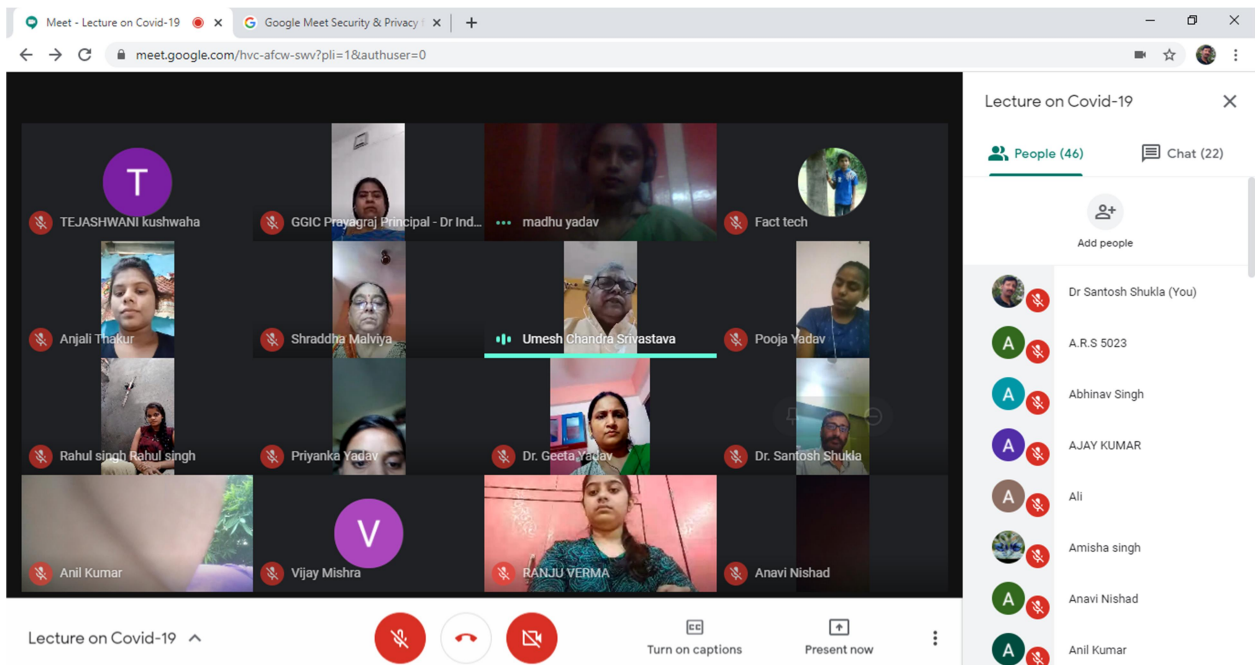 Meet - Lecture on Covid-19
Google Meet Security & Privacy f
meet.google.com/hvc-afcw-swv?pli=1&authuser=0
Lecture on Covid-19
People (46)
Chat (22)
Add people
T
TEJASHWANI kushwaha
GGIC Prayagraj Principal - Dr Ind...
madhu yadav
Fact tech
Anjali Thakur
Shraddha Malviya
Umesh Chandra Srivastava
Pooja Yadav
Rahul singh Rahul singh
Priyanka Yadav
Dr. Geeta Yadav
Dr. Santosh Shukla
Anil Kumar
V
Vijay Mishra
RANJU VERMA
Anavi Nishad
Dr Santosh Shukla (You)
A
A.R.S 5023
A
Abhinav Singh
A
AJAY KUMAR
A
Ali
Amisha singh
A
Anavi Nishad
A
Anil Kumar
Lecture on Covid-19
CC
Turn on captions
Present now